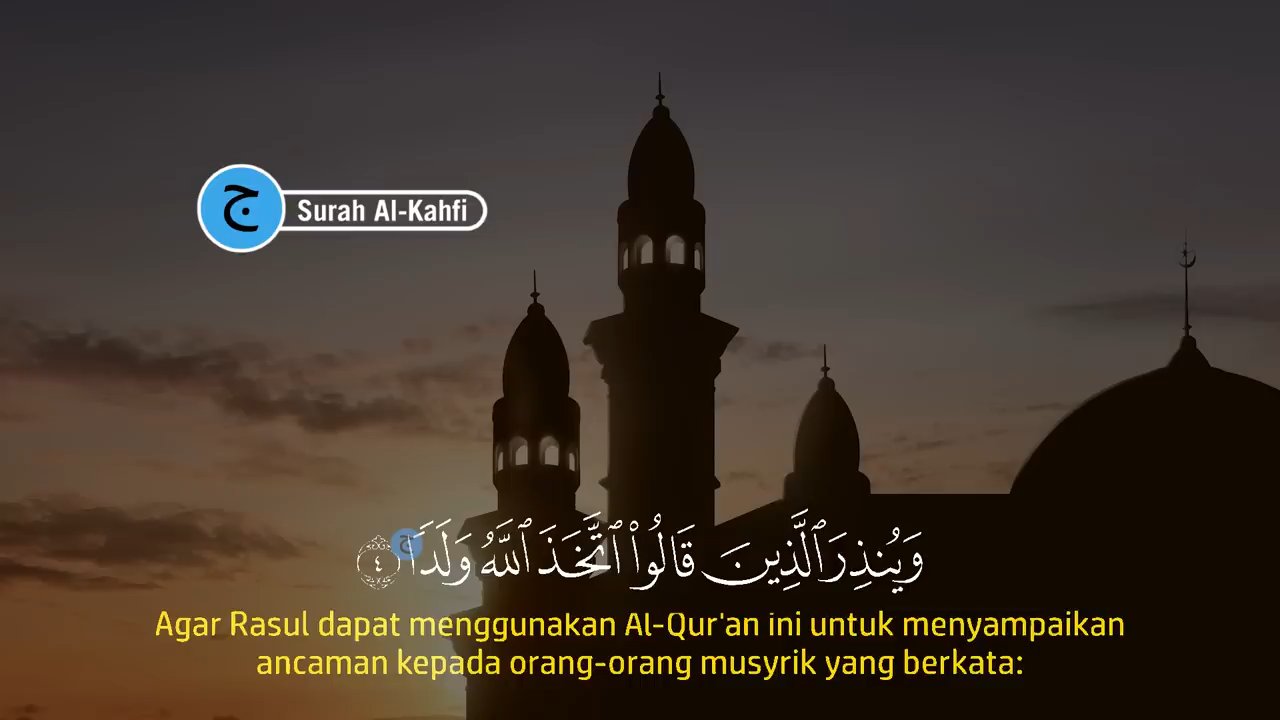 ج Surah Al-Kahfi
وَيُنذِرَ ٱلَّذِينَ قَالُوا۟ ٱتَّخَذَ ٱللَّهُ وَلَدًا ج ٤
Agar Rasul dapat menggunakan Al-Qur'an ini untuk menyampaikan
ancaman kepada orang-orang musyrik yang berkata: